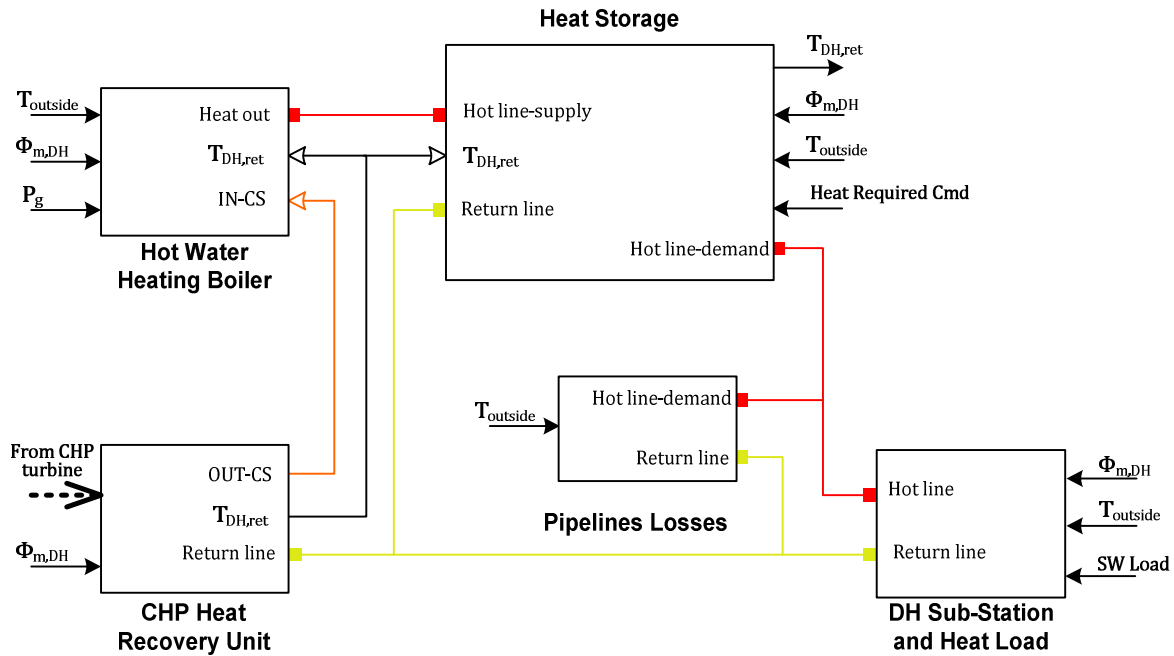 Heat Storage
T_DH,ret
T_outside
Φ_m,DH
P_g
Heat out
T_DH,ret
IN-CS
Hot Water
Heating Boiler
Hot line-supply
T_DH,ret
Return line
Hot line-demand
Φ_m,DH
T_outside
Heat Required Cmd
T_outside
Hot line-demand
Return line
Pipelines Losses
From CHP
turbine
Φ_m,DH
OUT-CS
T_DH,ret
Return line
CHP Heat
Recovery Unit
Hot line
Return line
Φ_m,DH
T_outside
SW Load
DH Sub-Station
and Heat Load